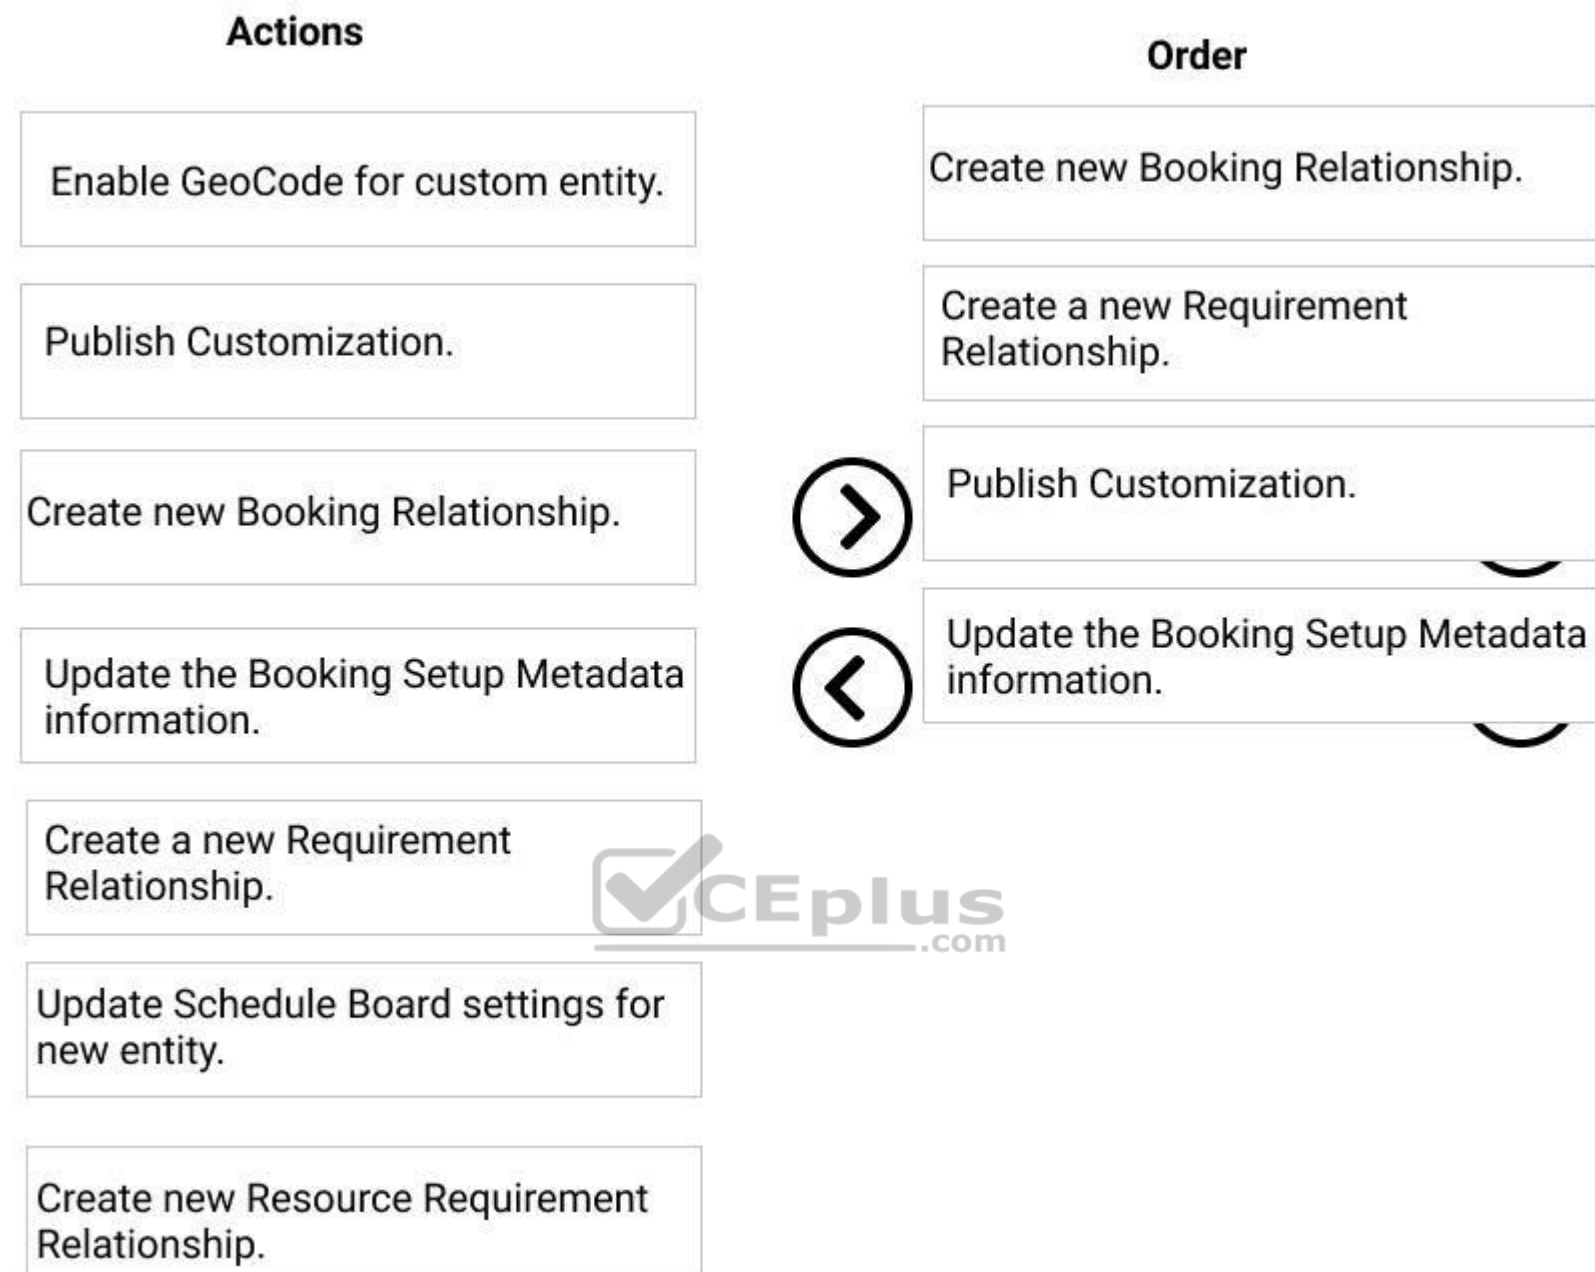 Actions
Enable GeoCode for custom entity.
Publish Customization.
Create new Booking Relationship.
Update the Booking Setup Metadata
information.
Create a new Requirement
Relationship.
Update Schedule Board settings for
new entity.
Create new Resource Requirement
Relationship.
Order
Create new Booking Relationship.
Create a new Requirement
Relationship.
Publish Customization.
Update the Booking Setup Metadata
information.
CEplus
.com